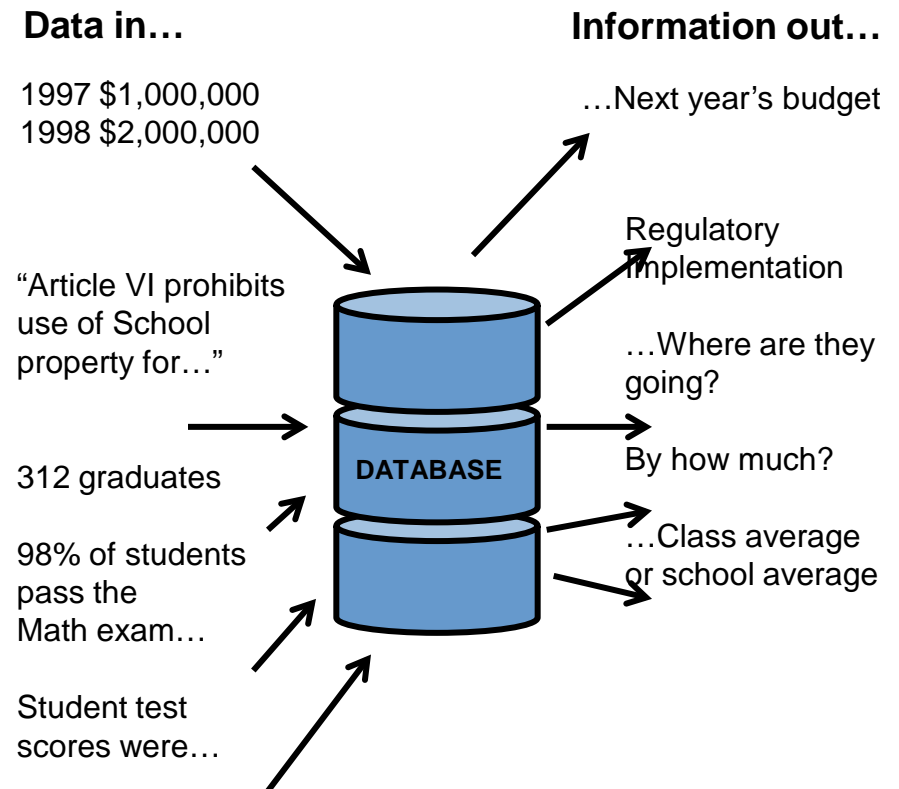 Data in…
1997 $1,000,000
1998 $2,000,000
“Article VI prohibits
use of School
property for…”
312 graduates
98% of students
pass the
Math exam…
Student test
scores were…
DATABASE
Information out…
…Next year’s budget
Regulatory
Implementation
…Where are they
going?
By how much?
…Class average
or school average